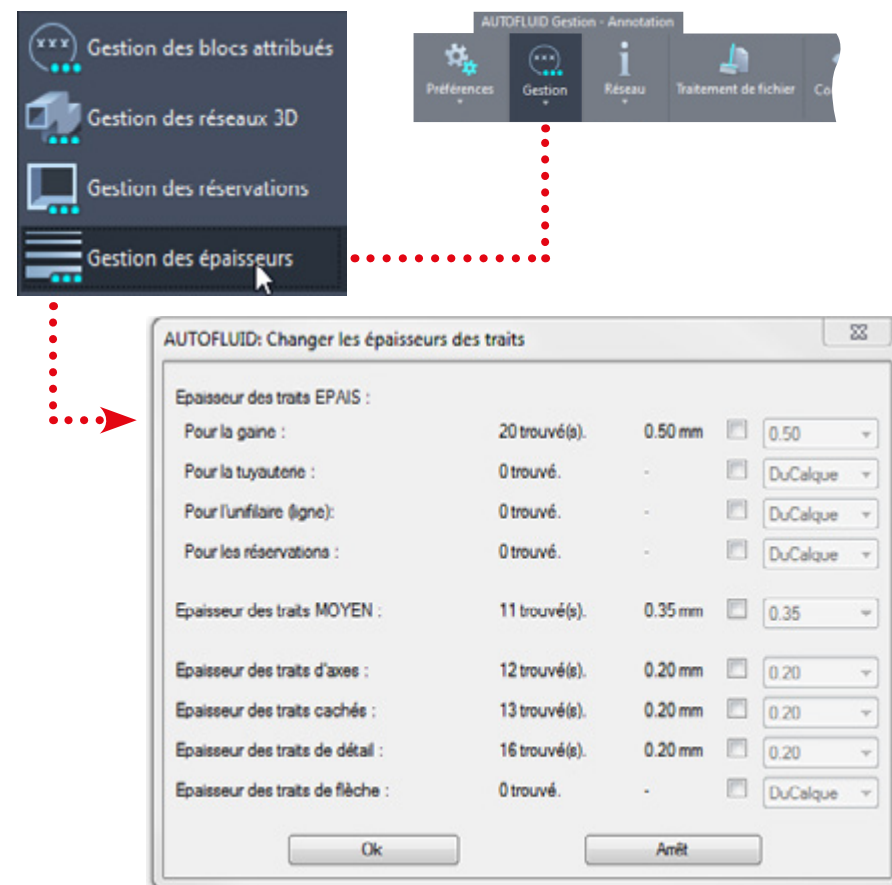 Gestion des blocs attribués
Gestion des réseaux 3D
Gestion des réservations
Gestion des épaisseurs
AUTOFLUID Gestion - Annotation
Préférences
Gestion
Réseau
Traitement de fichier
AUTOFLUID: Changer les épaisseurs des traits
Epaisseur des traits EPAIS :
Pour la gaine : 20 trouvé(s). 0.50 mm 0.50
Pour la tuyauterie : 0 trouvé. - DuCalque
Pour l'unifilaire (ligne): 0 trouvé. - DuCalque
Pour les réservations : 0 trouvé. - DuCalque
Epaisseur des traits MOYEN : 11 trouvé(s). 0.35 mm 0.35
Epaisseur des traits d'axes : 12 trouvé(s). 0.20 mm 0.20
Epaisseur des traits cachés : 13 trouvé(s). 0.20 mm 0.20
Epaisseur des traits de détail : 16 trouvé(s). 0.20 mm 0.20
Epaisseur des traits de flèche : 0 trouvé. - DuCalque
Ok Arrêt